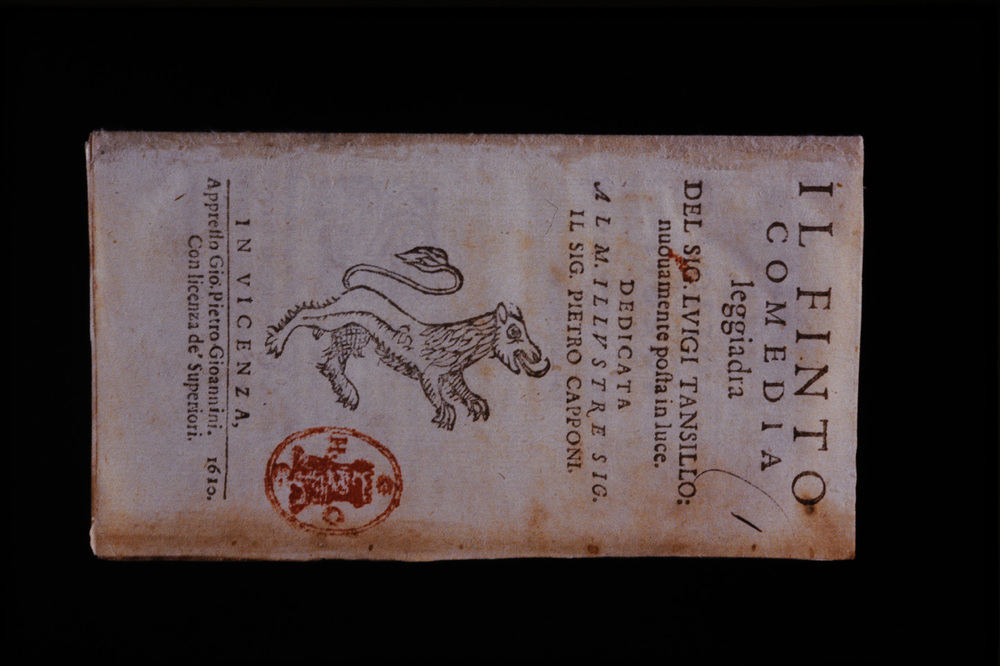 IL FINTO
COMEDIA
leggiadra
DEL SIG. LVIGI TANSILLO:
nuouamente posta in luce.
DEDICATA
AL M. ILLVSTRE SIG.
IL SIG. PIETRO CAPPONI.
IN VICENZA,
Appresso Gio. Pietro Gioannini. 1610.
Con licenza de' Superiori.